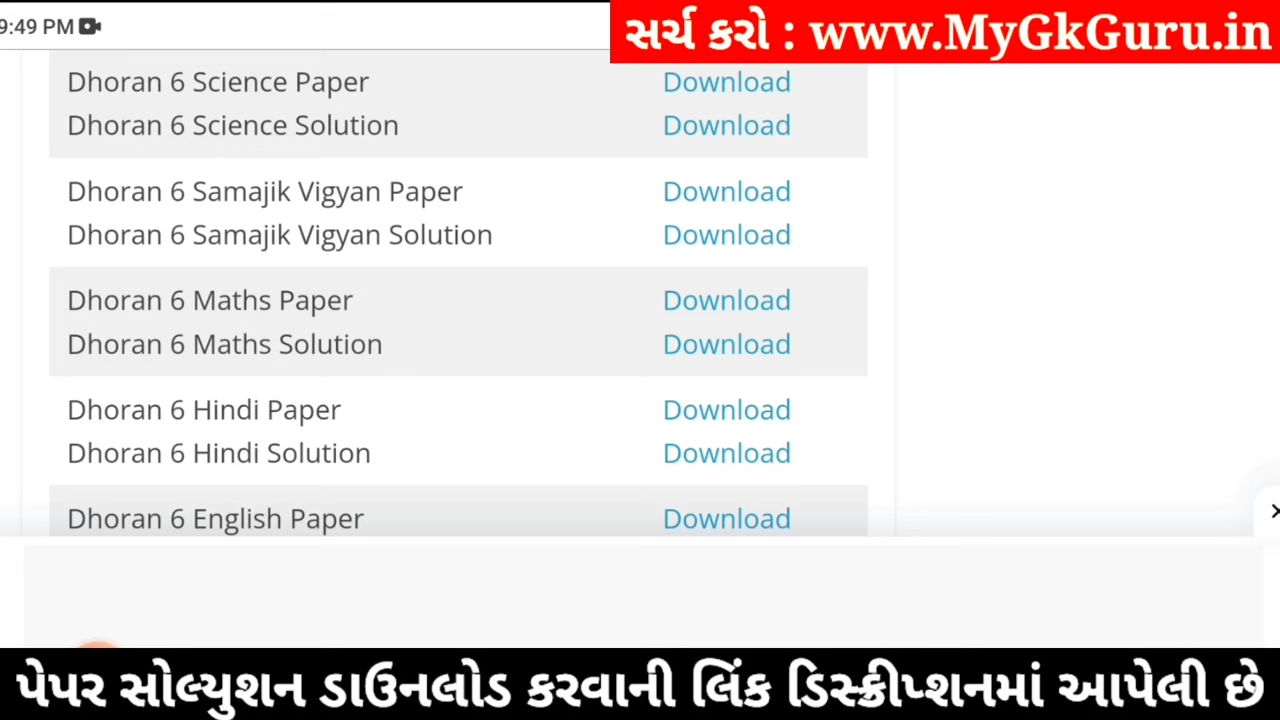 9:49 PM
સર્ચ કરો : www.MyGkGuru.in
Dhoran 6 Science Paper Download
Dhoran 6 Science Solution Download
Dhoran 6 Samajik Vigyan Paper Download
Dhoran 6 Samajik Vigyan Solution Download
Dhoran 6 Maths Paper Download
Dhoran 6 Maths Solution Download
Dhoran 6 Hindi Paper Download
Dhoran 6 Hindi Solution Download
Dhoran 6 English Paper Download
પેપર સોલ્યુશન ડાઉનલોડ કરવાની લિંક ડિસ્ક્રીપ્શનમાં આપેલી છે